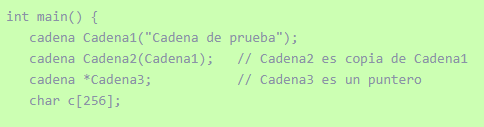 int main() {
cadena Cadena1("Cadena de prueba");
cadena Cadena2(Cadena1);   // Cadena2 es copia de Cadena1
cadena *Cadena3;           // Cadena3 es un puntero
char c[256];